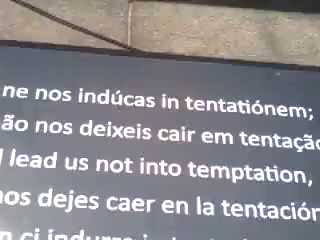 ne nos indúcas in tentatiónem;
ão nos deixeis cair em tentação
lead us not into temptation,
nos dejes caer en la tentación